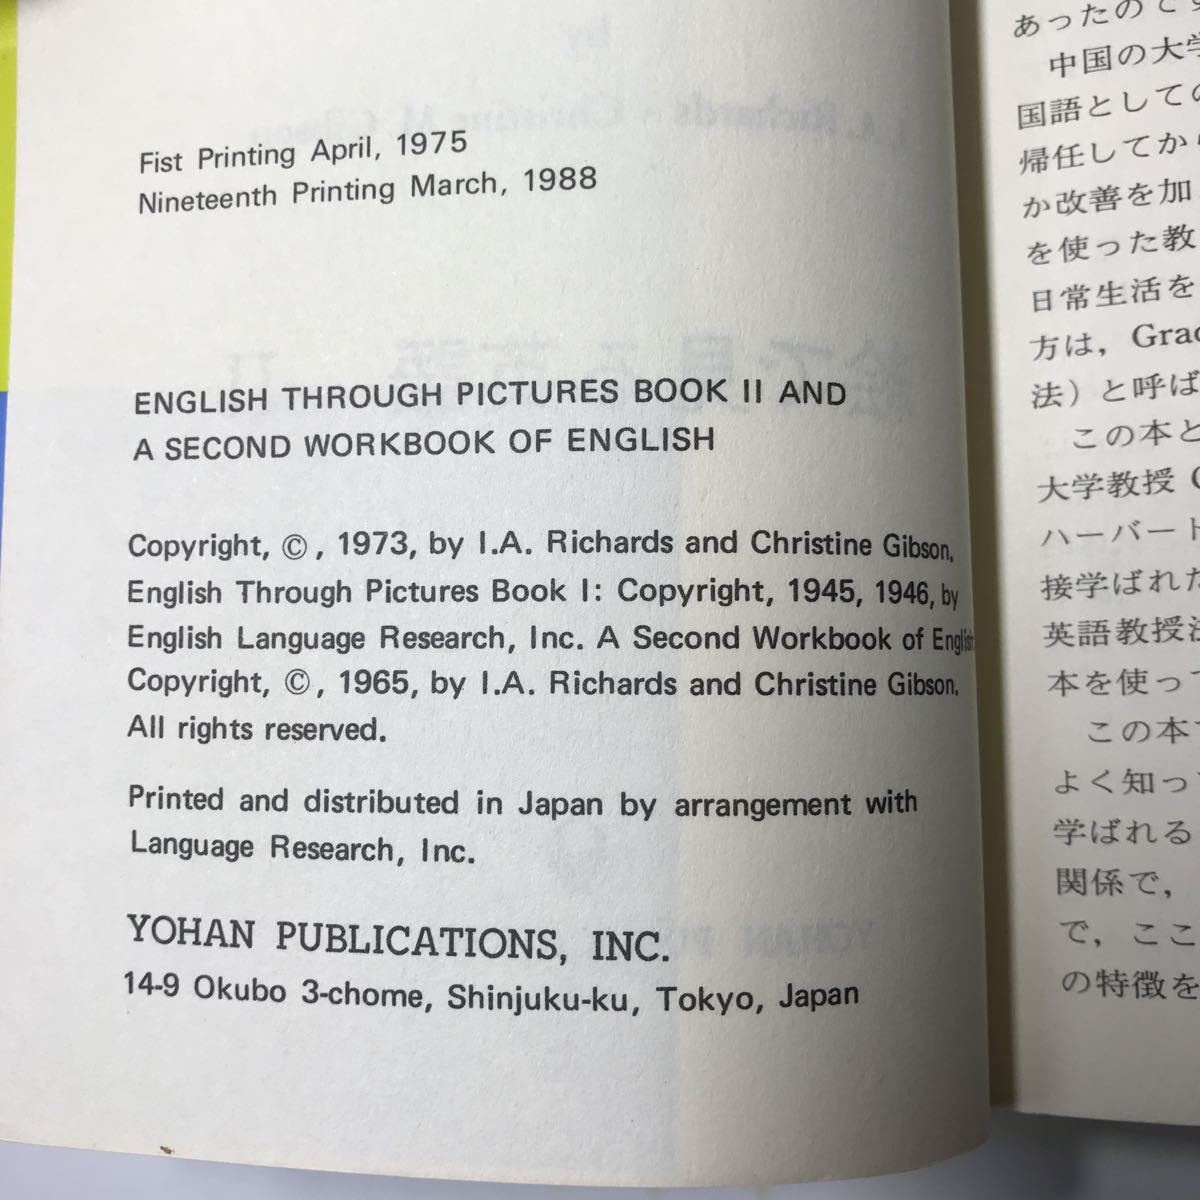 Fist Printing April, 1975
Nineteenth Printing March, 1988
ENGLISH THROUGH PICTURES BOOK II AND
A SECOND WORKBOOK OF ENGLISH
Copyright, ©, 1973, by I.A. Richards and Christine Gibson.
English Through Pictures Book I: Copyright, 1945, 1946, by
English Language Research, Inc. A Second Workbook of English
Copyright, ©, 1965, by I.A. Richards and Christine Gibson.
All rights reserved.
Printed and distributed in Japan by arrangement with
Language Research, Inc.
YOHAN PUBLICATIONS, INC.
14-9 Okubo 3-chome, Shinjuku-ku, Tokyo, Japan
あったのです
中国の大学
国語としての
帰任してから
か改善を加
を使った教
日常生活を
方は，Grad
法）と呼ば
この本と
大学教授
ハーバード
接学ばれた
英語教授法
本を使って
この本
よく知っ
学ばれる
関係で，
で，ここ
の特徴を